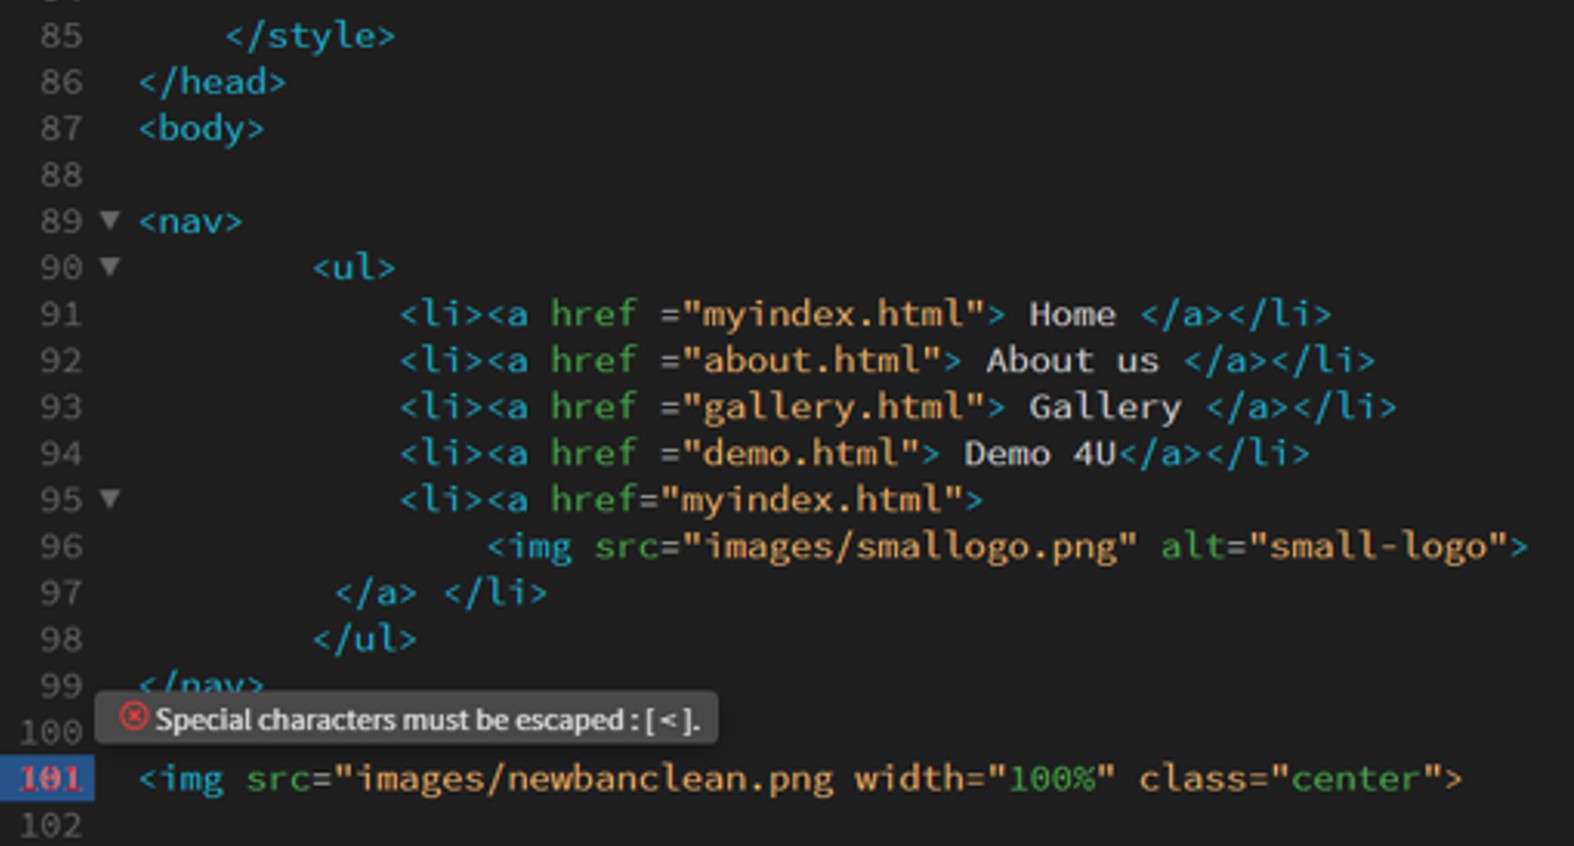 85 </style>
86 </head>
87 <body>
88
89 ▼ <nav>
90 ▼ <ul>
91 <li><a href ="myindex.html"> Home </a></li>
92 <li><a href ="about.html"> About us </a></li>
93 <li><a href ="gallery.html"> Gallery </a></li>
94 <li><a href ="demo.html"> Demo 4U</a></li>
95 ▼ <li><a href="myindex.html">
96 <img src="images/smallogo.png" alt="small-logo">
97 </a> </li>
98 </ul>
99 </nav>
Special characters must be escaped : [ < ].
100
101 <img src="images/newbanclean.png width="100%" class="center">
102